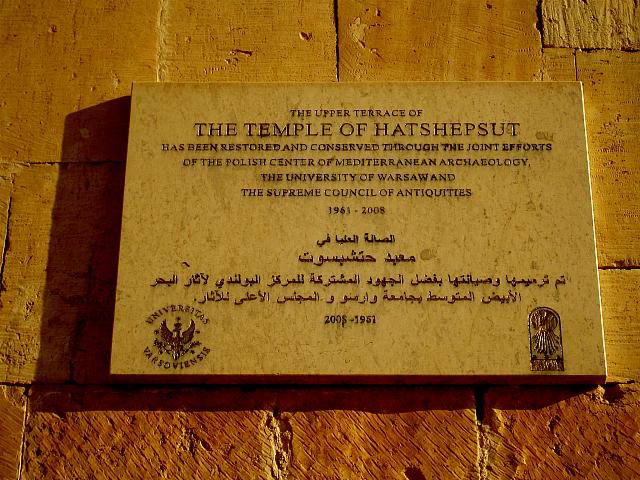 THE UPPER TERRACE OF
THE TEMPLE OF HATSHEPSUT
HAS BEEN RESTORED AND CONSERVED THROUGH THE JOINT EFFORTS
OF THE POLISH CENTER OF MEDITERRANEAN ARCHAEOLOGY,
THE UNIVERSITY OF WARSAW AND
THE SUPREME COUNCIL OF ANTIQUITIES
1961 - 2008
الصالة العليا في
معبد حتشبسوت
تم ترميمها وصيانتها بفضل الجهود المشتركة للمركز البولندي لآثار البحر
الأبيض المتوسط بجامعة وارسو و المجلس الأعلى للآثار.
2008 -1961
UNIVERSITAS
VARSOVIENSIS